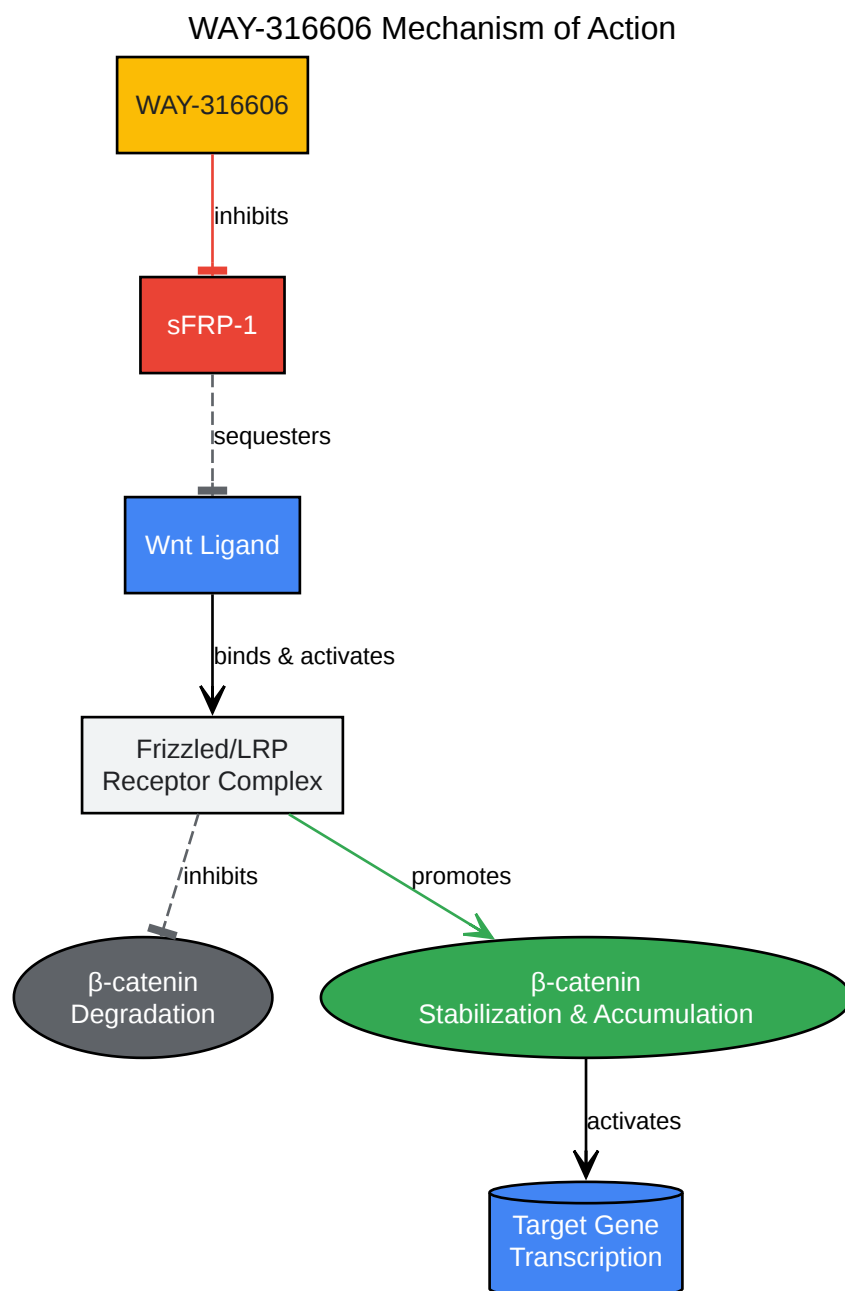 WAY-316606 Mechanism of Action
WAY-316606
inhibits
sFRP-1
sequesters
Wnt Ligand
binds & activates
Frizzled/LRP
Receptor Complex
inhibits
promotes
β-catenin
Degradation
β-catenin
Stabilization & Accumulation
activates
Target Gene
Transcription